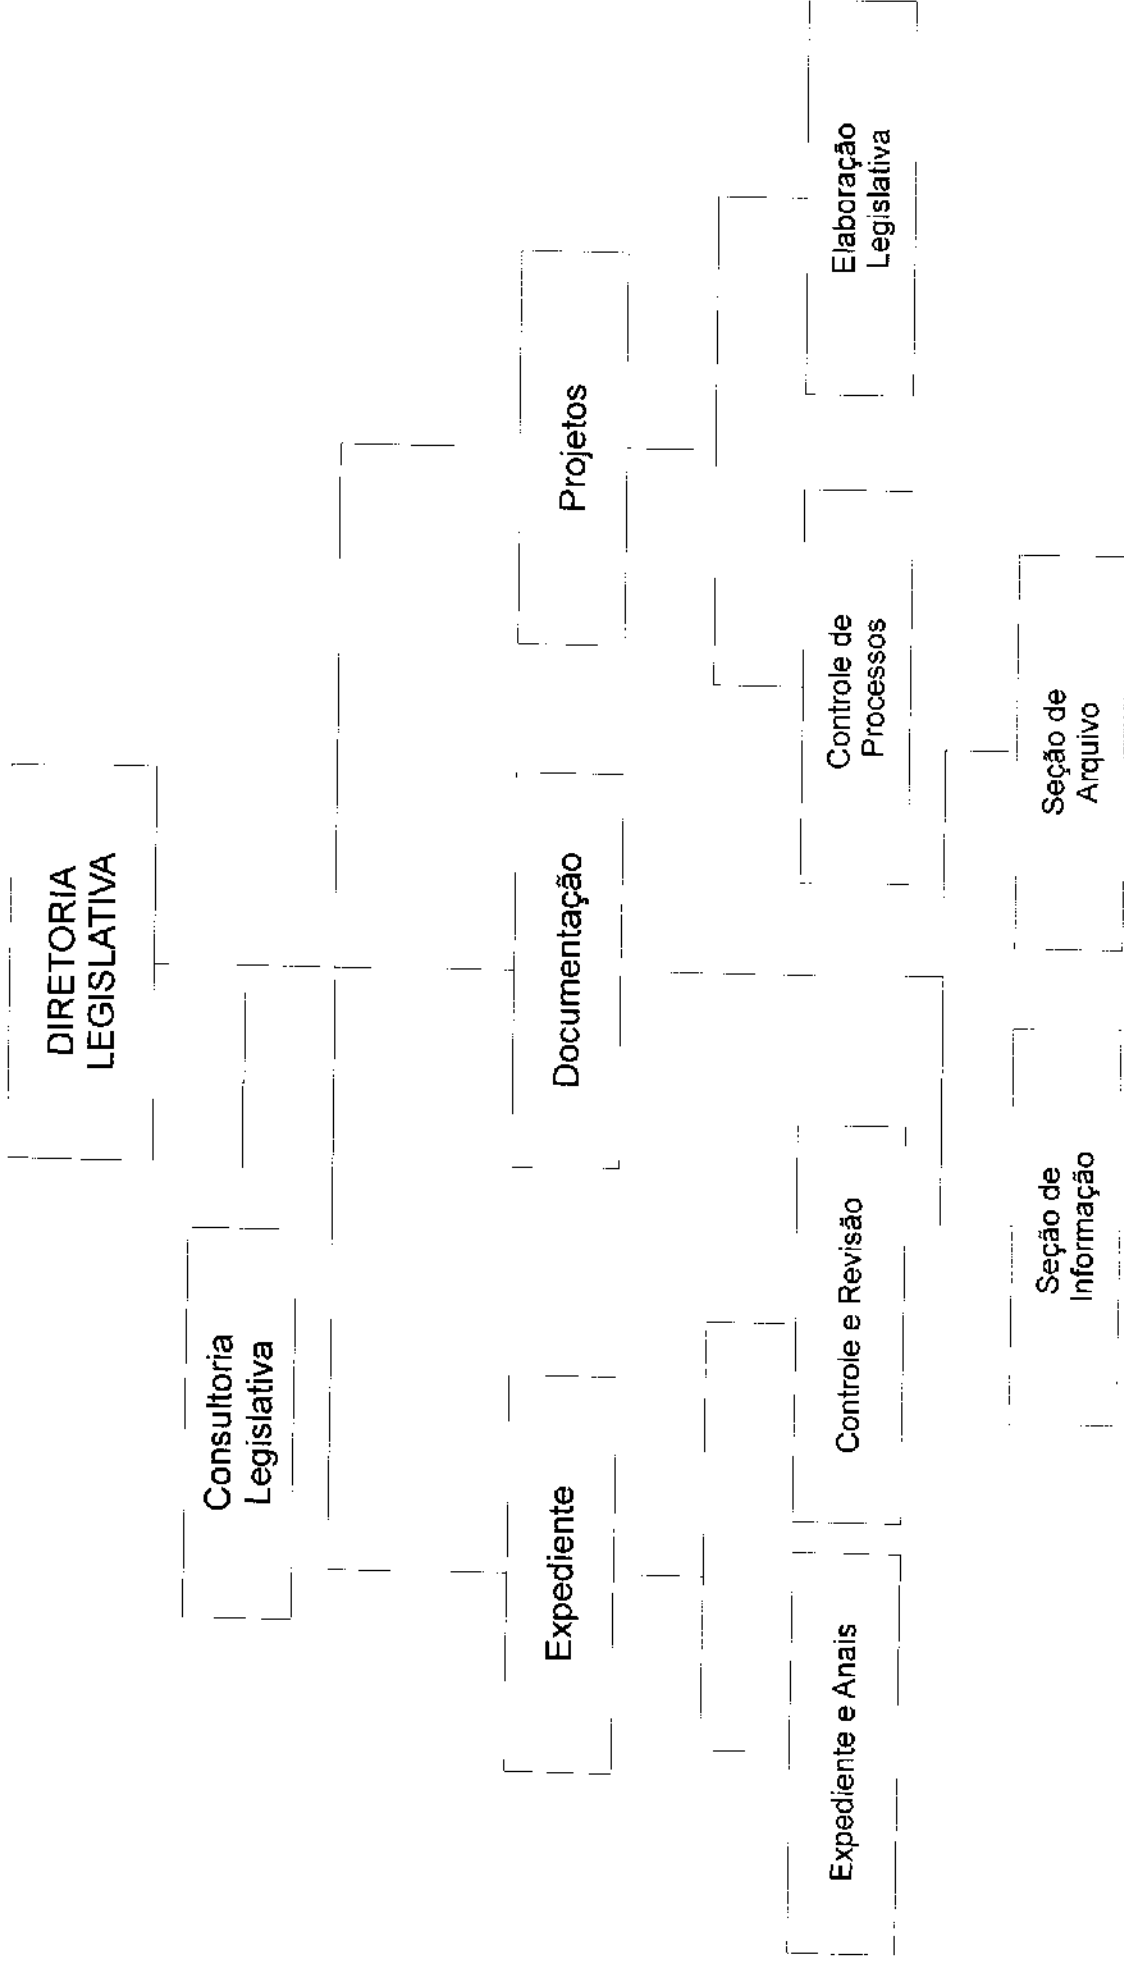 DIRETORIA
LEGISLATIVA
Consultoria
Legislativa
Expediente
Documentação
Projetos
Expediente e Anais
Controle e Revisão
Controle de
Processos
Elaboração
Legislativa
Seção de
Informação
Seção de
Arquivo